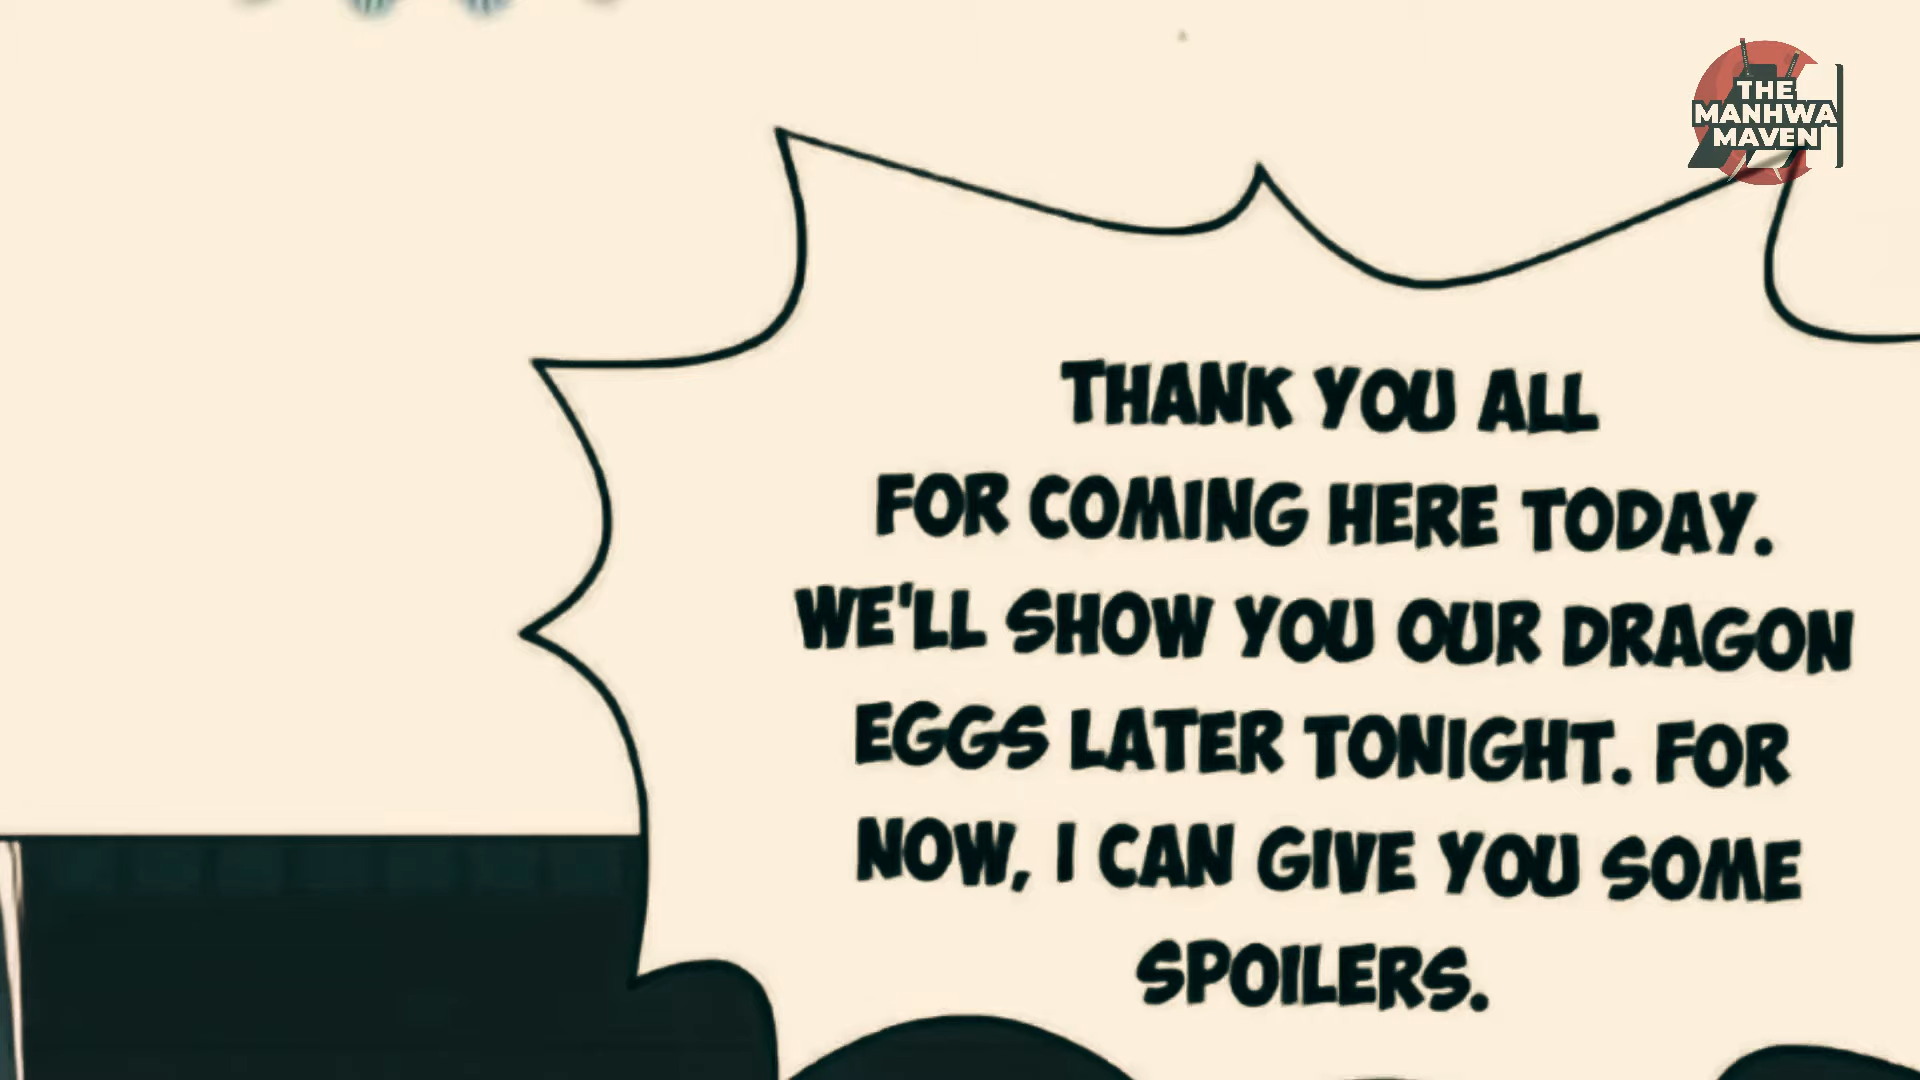 THE
MANHWA
MAVEN
THANK YOU ALL
FOR COMING HERE TODAY.
WE'LL SHOW YOU OUR DRAGON
EGGS LATER TONIGHT. FOR
NOW, I CAN GIVE YOU SOME
SPOILERS.